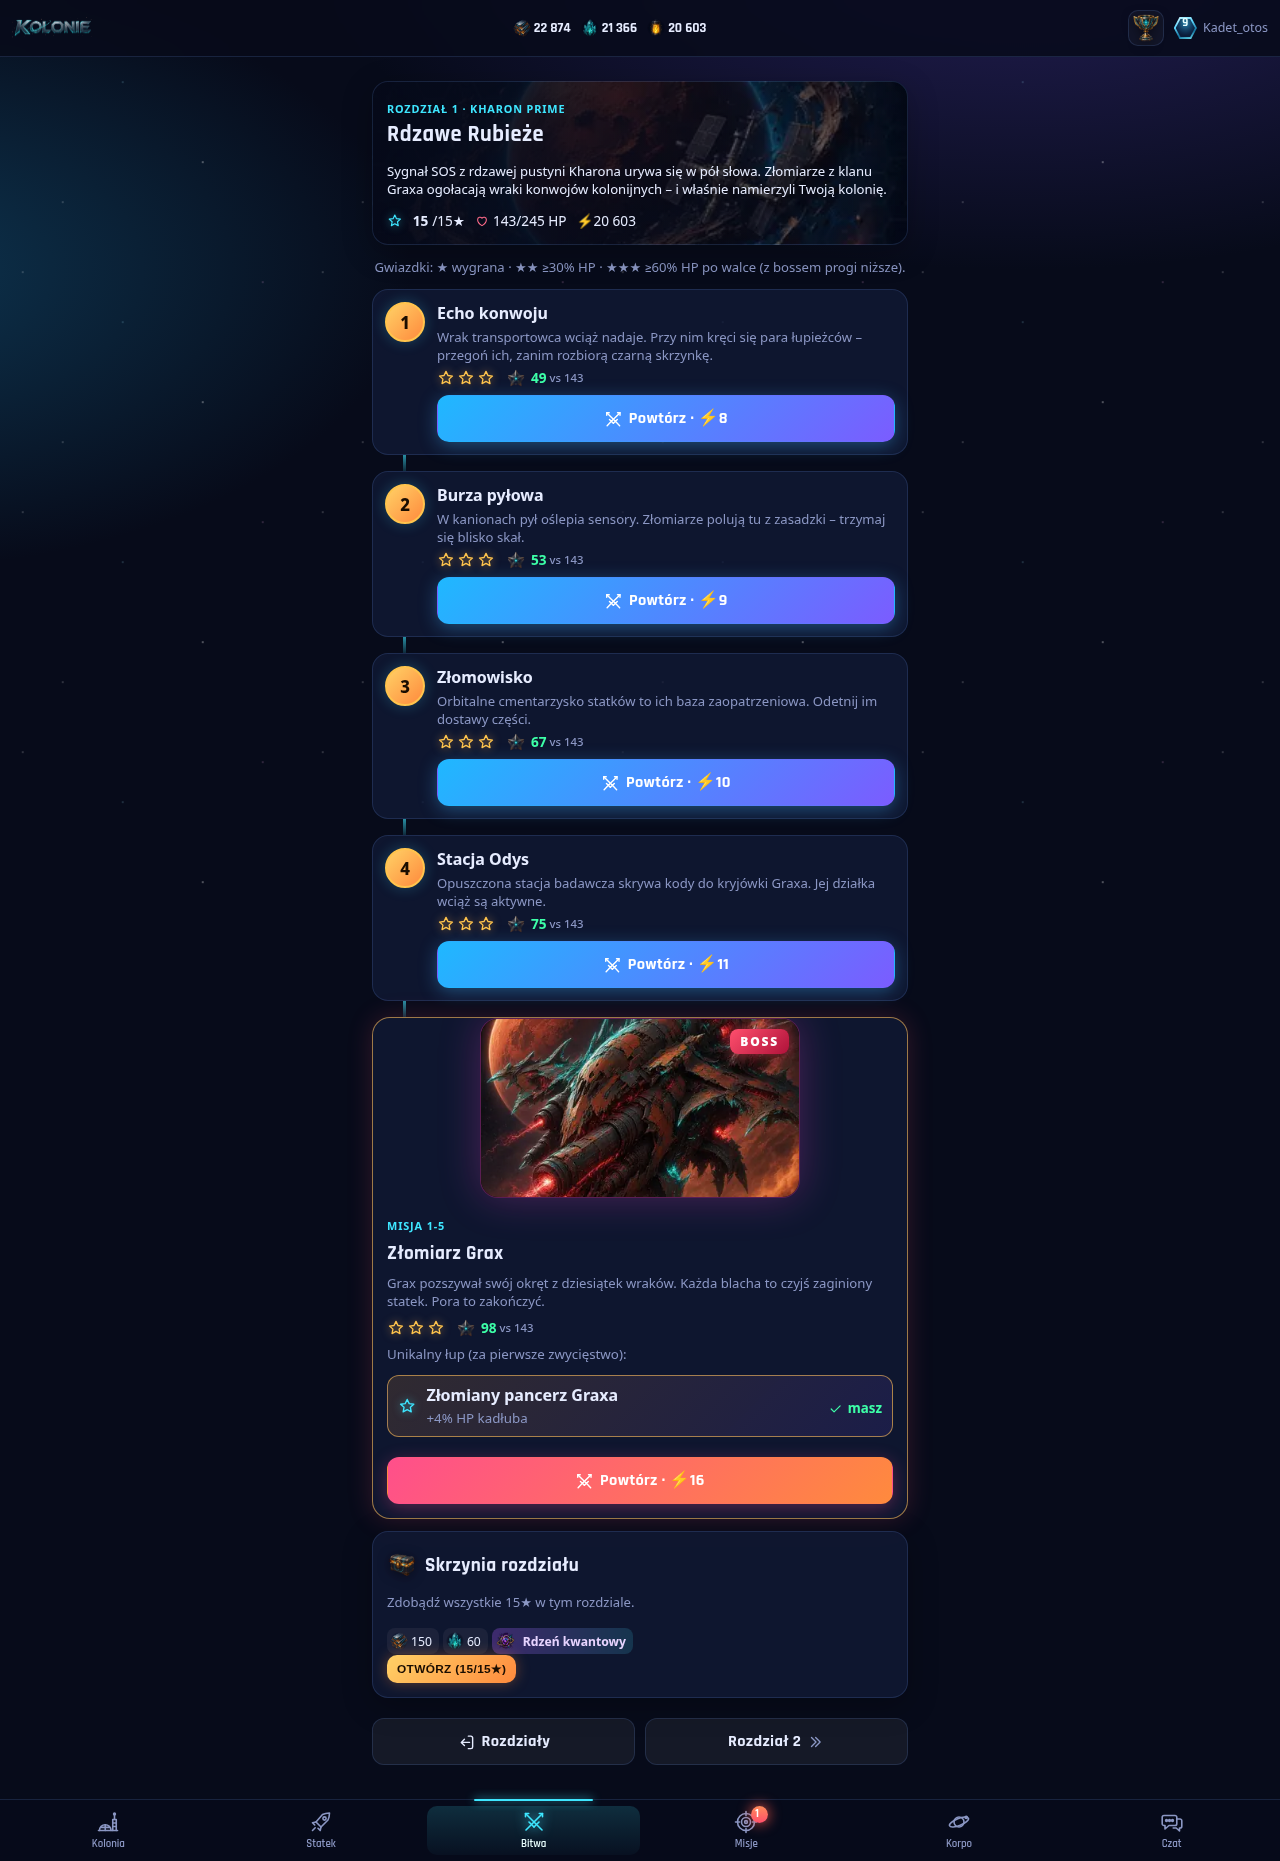 KOLONIE
22 874 21 366 20 603
9 Kadet_otos
ROZDZIAŁ 1 · KHARON PRIME
Rdzawe Rubieże
Sygnał SOS z rdzawej pustyni Kharona urywa się w pół słowa. Złomiarze z klanu
Graxa ogołacają wraki konwojów kolonijnych – i właśnie namierzyli Twoją kolonię.
15 /15★ 143/245 HP ⚡20 603
Gwiazdki: ★ wygrana · ★★ ≥30% HP · ★★★ ≥60% HP po walce (z bossem progi niższe).
1
Echo konwoju
Wrak transportowca wciąż nadaje. Przy nim kręci się para łupieżców –
przegoń ich, zanim rozbiorą czarną skrzynkę.
49 vs 143
Powtórz · ⚡8
2
Burza pyłowa
W kanionach pył oślepia sensory. Złomiarze polują tu z zasadzki – trzymaj
się blisko skał.
53 vs 143
Powtórz · ⚡9
3
Złomowisko
Orbitalne cmentarzysko statków to ich baza zaopatrzeniowa. Odetnij im
dostawy części.
67 vs 143
Powtórz · ⚡10
4
Stacja Odys
Opuszczona stacja badawcza skrywa kody do kryjówki Graxa. Jej działka
wciąż są aktywne.
75 vs 143
Powtórz · ⚡11
BOSS
MISJA 1-5
Złomiarz Grax
Grax pozszywał swój okręt z dziesiątek wraków. Każda blacha to czyjś zaginiony
statek. Pora to zakończyć.
98 vs 143
Unikalny łup (za pierwsze zwycięstwo):
Złomiany pancerz Graxa
+4% HP kadłuba
masz
Powtórz · ⚡16
Skrzynia rozdziału
Zdobądź wszystkie 15★ w tym rozdziale.
150 60 Rdzeń kwantowy
OTWÓRZ (15/15★)
Rozdziały
Rozdział 2
Kolonia
Statek
Bitwa
1
Misje
Korpo
Czat